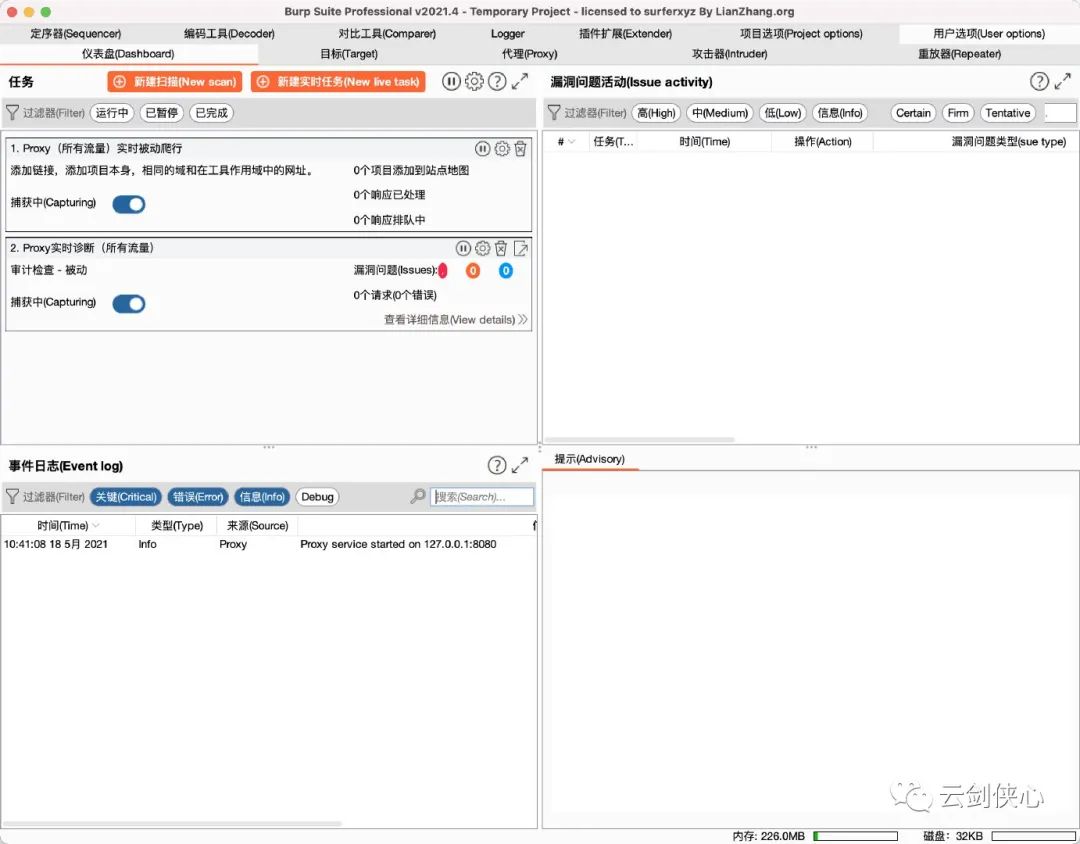 Burp Suite Professional v2021.4 - Temporary Project - licensed to surferxyz By LianZhang.org
定序器(Sequencer) 编码工具(Decoder) 对比工具(Comparer) Logger 插件扩展(Extender) 项目选项(Project options) 用户选项(User options)
仪表盘(Dashboard) 目标(Target) 代理(Proxy) 攻击器(Intruder) 重放器(Repeater)
任务 新建扫描(New scan) 新建实时任务(New live task)
过滤器(Filter) 运行中 已暂停 已完成
1. Proxy（所有流量）实时被动爬行
添加链接，添加项目本身，相同的域和在工具作用域中的网址。 0个项目添加到站点地图
0个响应已处理
捕获中(Capturing)
0个响应排队中
2. Proxy实时诊断（所有流量）
审计检查 - 被动 漏洞问题(Issues): 0 0
0个请求(0个错误)
捕获中(Capturing)
查看详细信息(View details)
漏洞问题活动(Issue activity)
过滤器(Filter) 高(High) 中(Medium) 低(Low) 信息(Info) Certain Firm Tentative
# 任务(T... 时间(Time) 操作(Action) 漏洞问题类型(sue type)
事件日志(Event log)
过滤器(Filter) 关键(Critical) 错误(Error) 信息(Info) Debug 搜索(Search)...
时间(Time) 类型(Type) 来源(Source)
10:41:08 18 5月 2021 Info Proxy Proxy service started on 127.0.0.1:8080
提示(Advisory)
云剑侠心
内存: 226.0MB 磁盘: 32KB